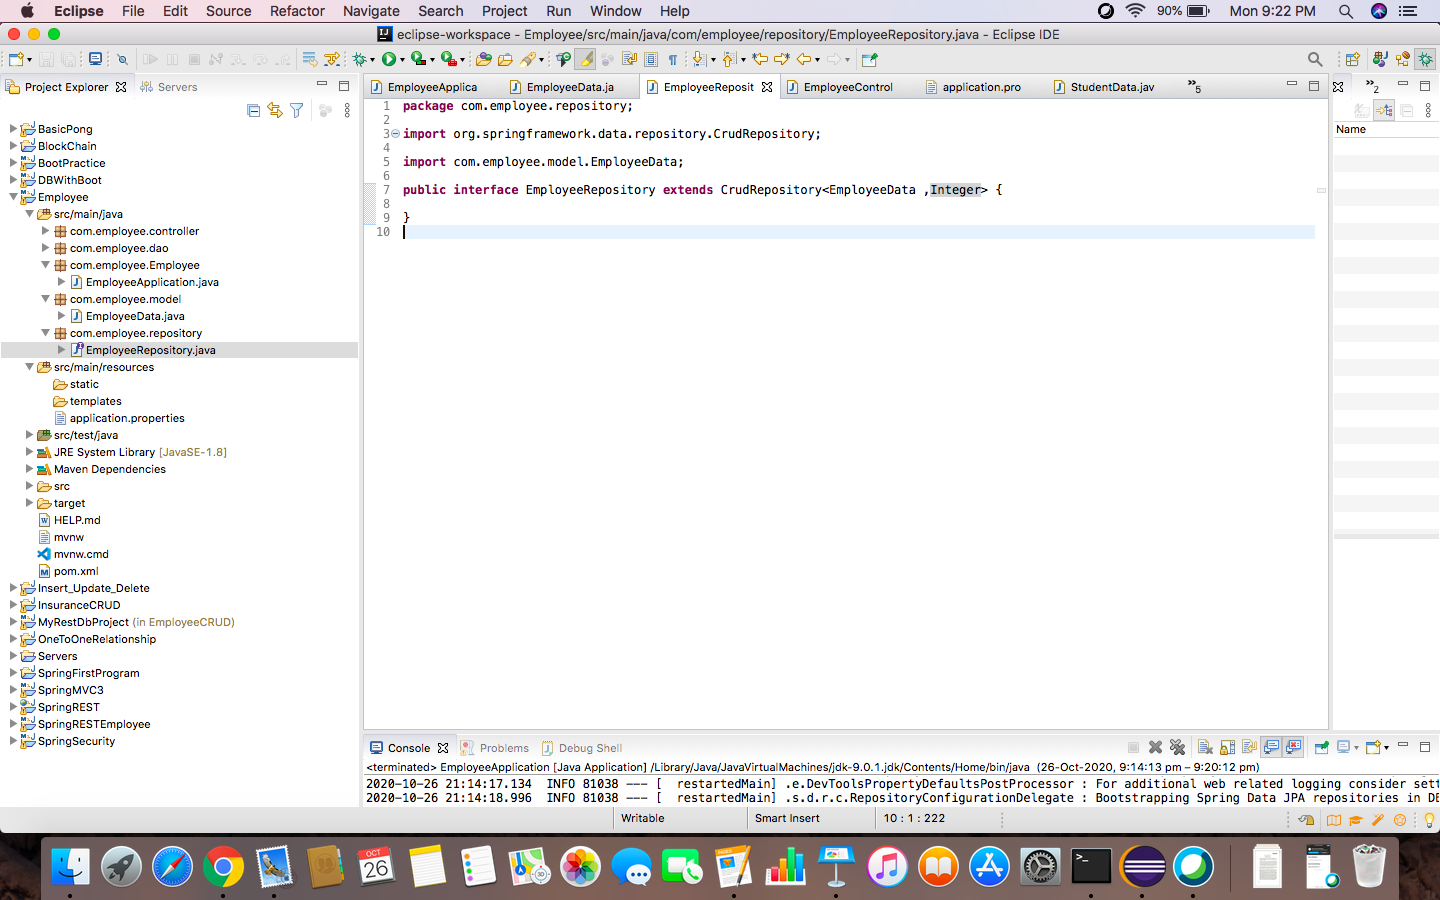 Eclipse File Edit Source Refactor Navigate Search Project Run Window Help 90% Mon 9:22 PM
eclipse-workspace - Employee/src/main/java/com/employee/repository/EmployeeRepository.java - Eclipse IDE
Project Explorer Servers
BasicPong
BlockChain
BootPractice
DBWithBoot
Employee
src/main/java
com.employee.controller
com.employee.dao
com.employee.Employee
EmployeeApplication.java
com.employee.model
EmployeeData.java
com.employee.repository
EmployeeRepository.java
src/main/resources
static
templates
application.properties
src/test/java
JRE System Library [JavaSE-1.8]
Maven Dependencies
src
target
HELP.md
mvnw
mvnw.cmd
pom.xml
Insert_Update_Delete
InsuranceCRUD
MyRestDbProject (in EmployeeCRUD)
OneToOneRelationship
Servers
SpringFirstProgram
SpringMVC3
SpringREST
SpringRESTEmployee
SpringSecurity
EmployeeApplica EmployeeData.ja EmployeeReposit EmployeeControl application.pro StudentData.jav »5
1 package com.employee.repository;
2
3 import org.springframework.data.repository.CrudRepository;
4
5 import com.employee.model.EmployeeData;
6
7 public interface EmployeeRepository extends CrudRepository<EmployeeData ,Integer> {
8
9 }
10
»2
Name
Console Problems Debug Shell
<terminated> EmployeeApplication [Java Application] /Library/Java/JavaVirtualMachines/jdk-9.0.1.jdk/Contents/Home/bin/java (26-Oct-2020, 9:14:13 pm – 9:20:12 pm)
2020-10-26 21:14:17.134 INFO 81038 --- [ restartedMain] .e.DevToolsPropertyDefaultsPostProcessor : For additional web related logging consider sett
2020-10-26 21:14:18.996 INFO 81038 --- [ restartedMain] .s.d.r.c.RepositoryConfigurationDelegate : Bootstrapping Spring Data JPA repositories in DE
Writable Smart Insert 10 : 1 : 222
OCT
26